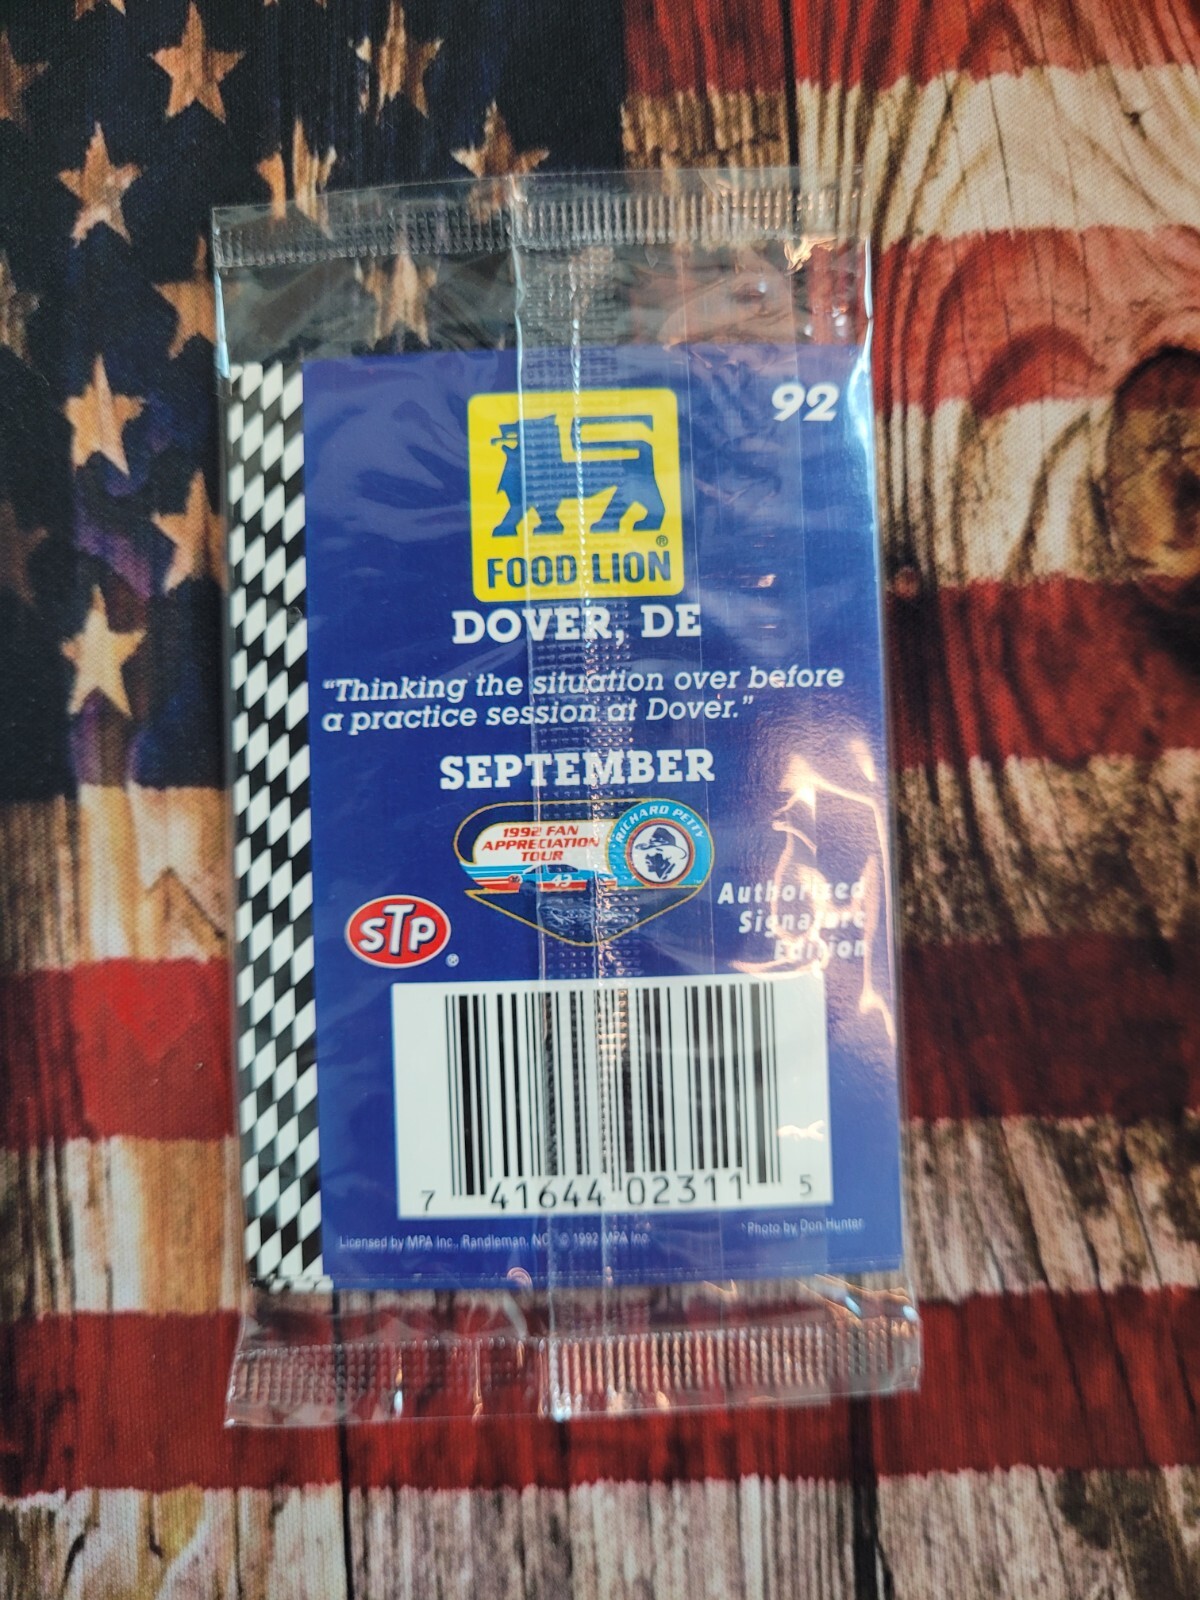 92
FOOD LION
®
DOVER, DE
"Thinking the situation over before
a practice session at Dover."
SEPTEMBER
1992 FAN
APPRECIATION
TOUR
43
RICHARD PETTY
STP
®
Authorized
Signature
Edition
7 41644 02311 5
Licensed by MPA Inc., Randleman, NC © 1992 MPA Inc.
Photo by Don Hunter